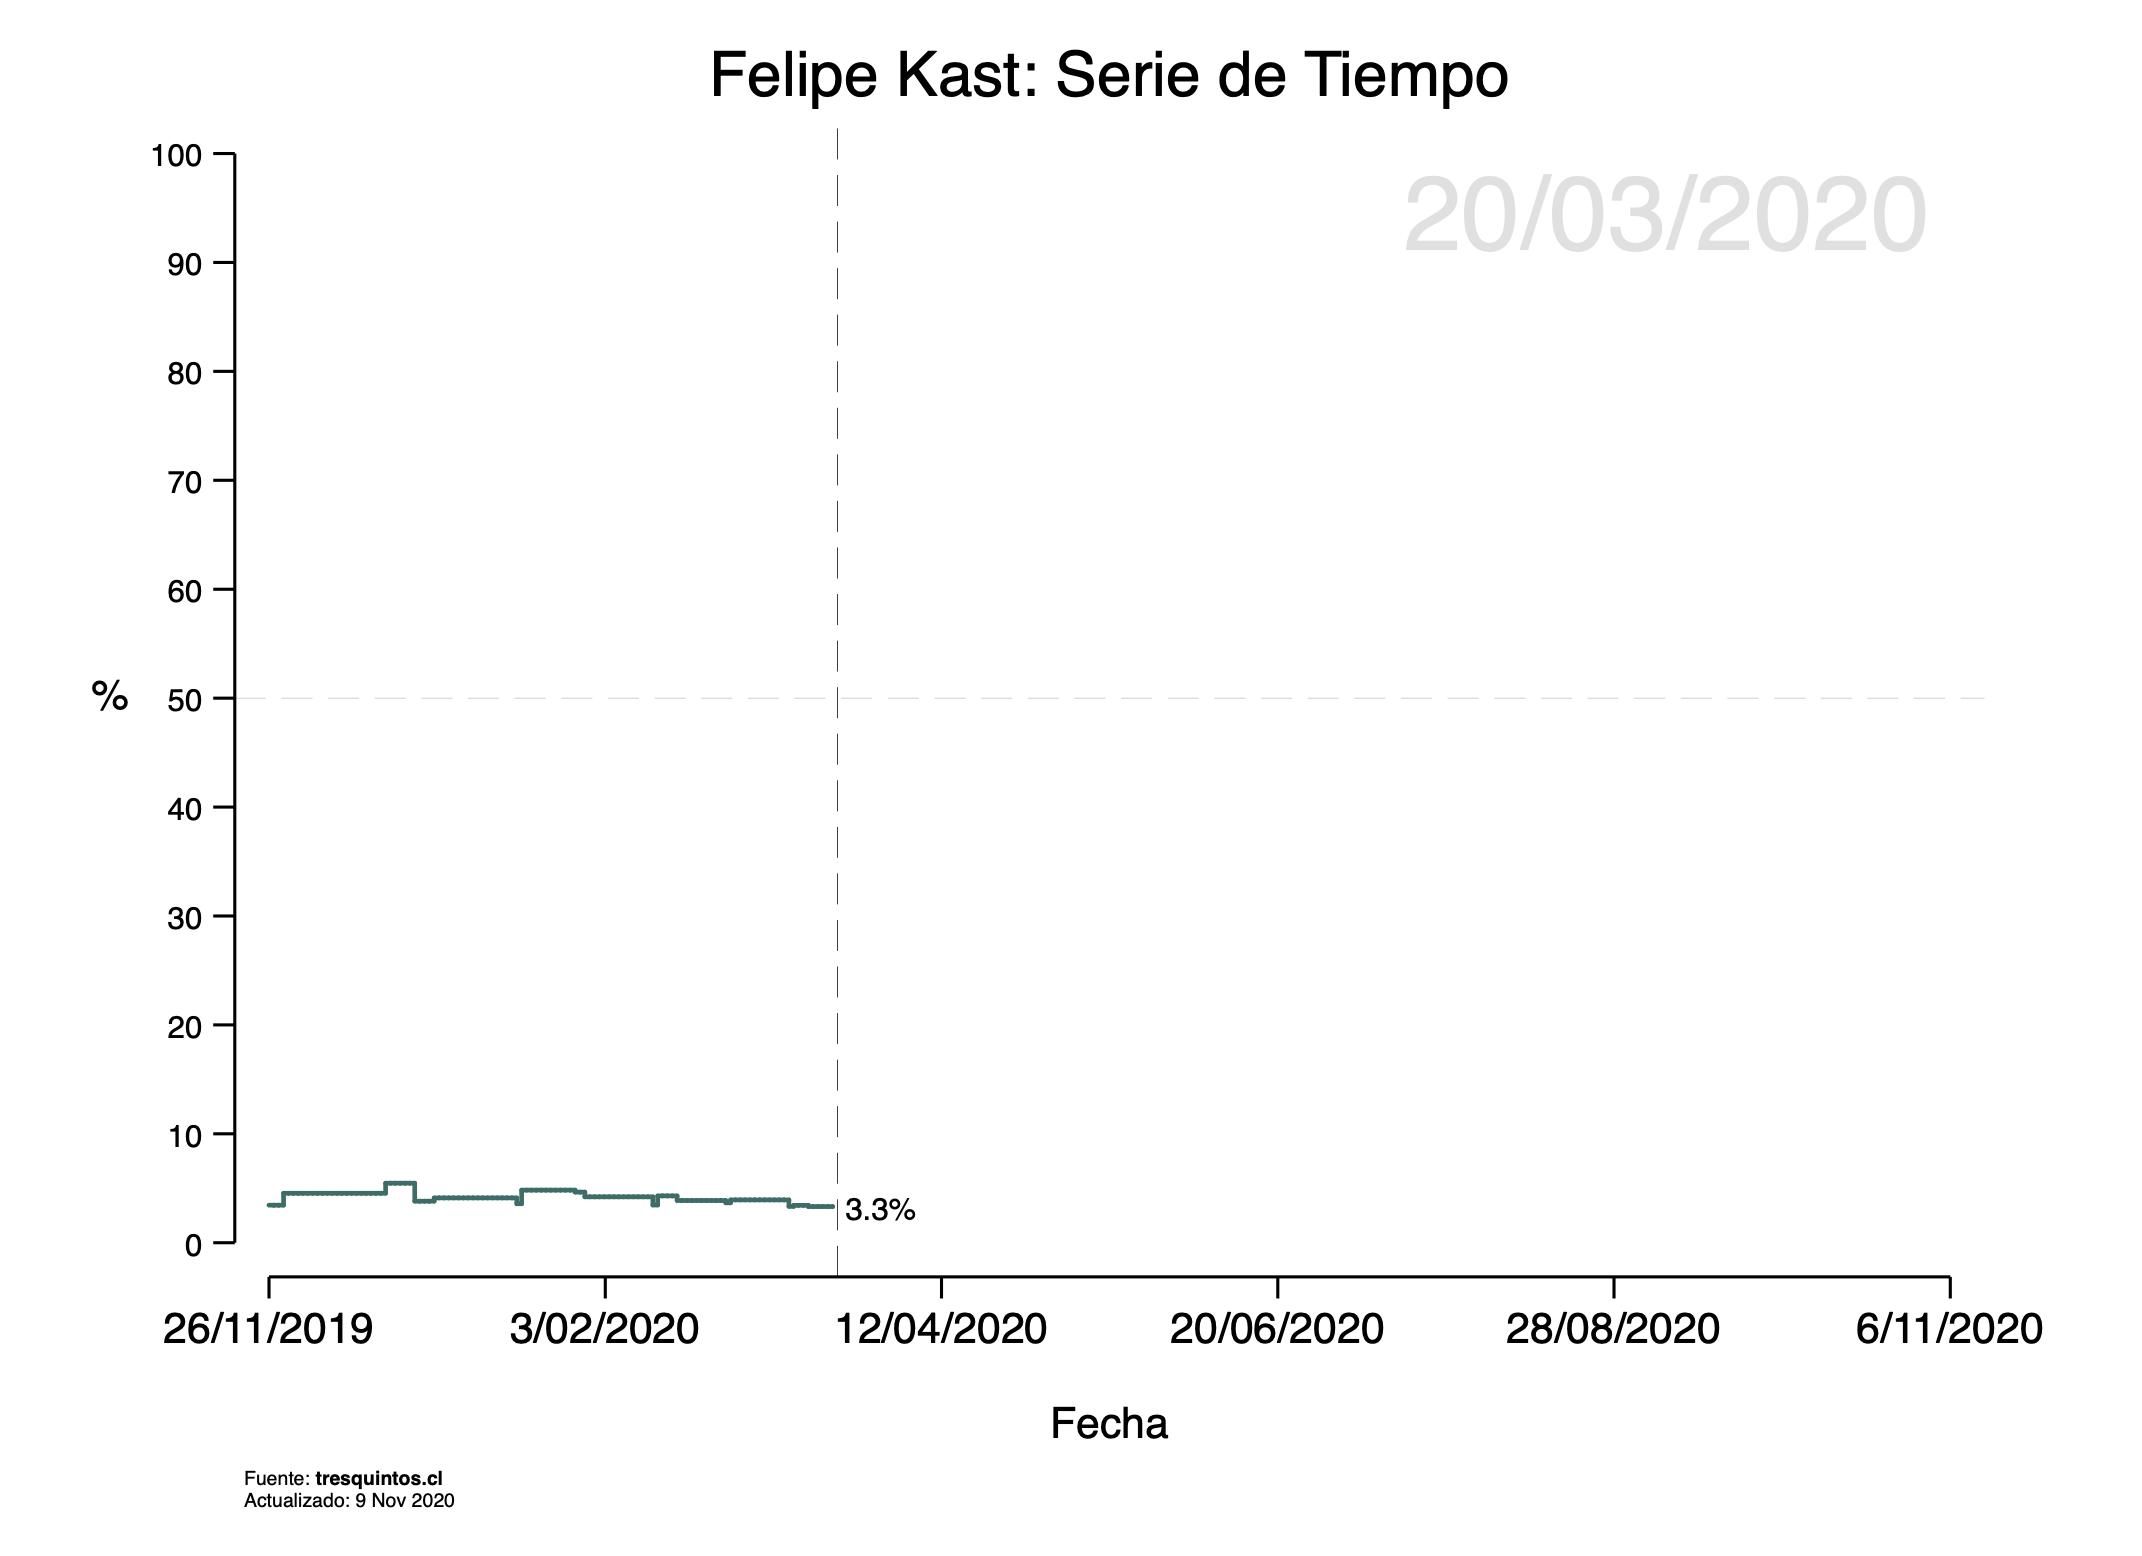 Felipe Kast: Serie de Tiempo
20/03/2020
100
90
80
70
60
50
40
30
20
10
0
%
3.3%
26/11/2019 3/02/2020 12/04/2020 20/06/2020 28/08/2020 6/11/2020
Fecha
Fuente: tresquintos.cl
Actualizado: 9 Nov 2020